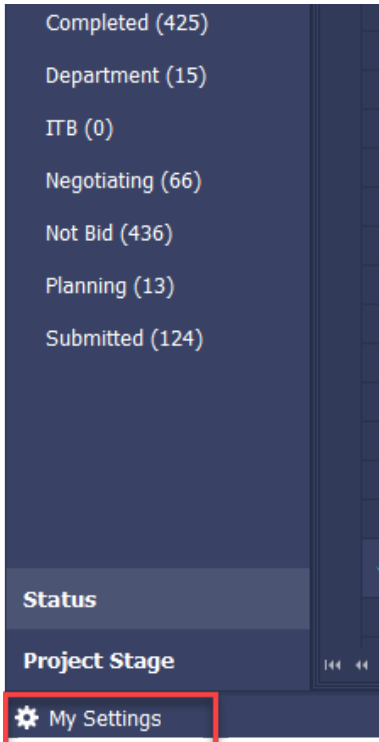 Completed (425)
Department (15)
ITB (0)
Negotiating (66)
Not Bid (436)
Planning (13)
Submitted (124)
Status
Project Stage
My Settings